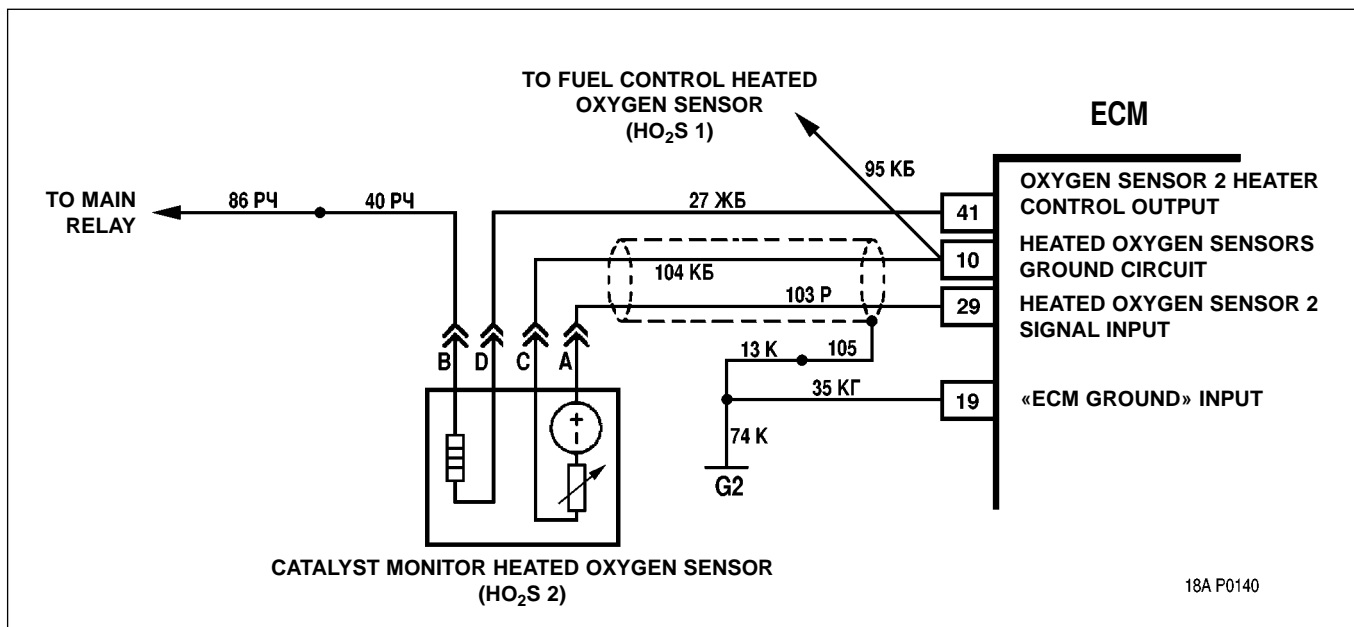 TO FUEL CONTROL HEATED
OXYGEN SENSOR
(HO₂S 1)
ECM
95 КБ
TO MAIN
RELAY
86 РЧ
40 РЧ
27 ЖБ
41
OXYGEN SENSOR 2 HEATER
CONTROL OUTPUT
104 КБ
10
HEATED OXYGEN SENSORS
GROUND CIRCUIT
103 Р
29
HEATED OXYGEN SENSOR 2
SIGNAL INPUT
B D C A
13 К
105
35 КГ
19
«ECM GROUND» INPUT
74 К
G2
+
–
CATALYST MONITOR HEATED OXYGEN SENSOR
(HO₂S 2)
18A P0140